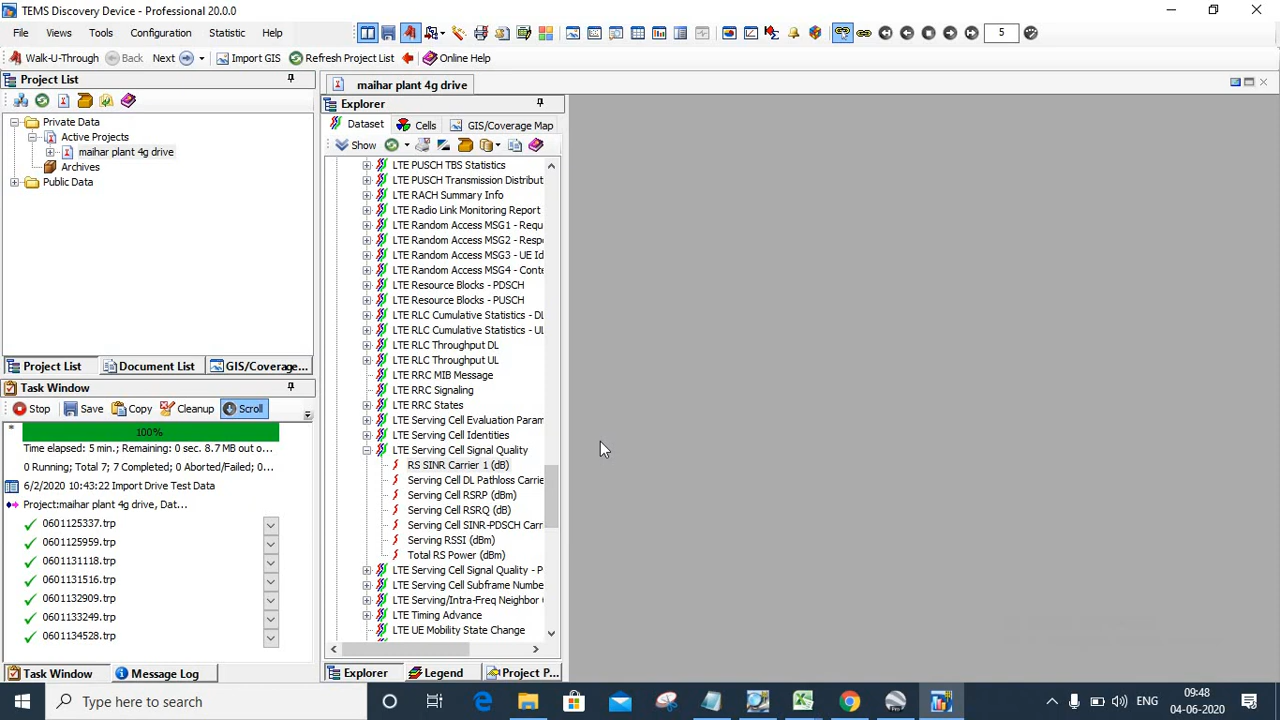 TEMS Discovery Device - Professional 20.0.0
File Views Tools Configuration Statistic Help
5
Walk-U-Through Back Next Import GIS Refresh Project List Online Help
Project List
Private Data
Active Projects
maihar plant 4g drive
Archives
Public Data
Project List Document List GIS/Coverage...
Task Window
Stop Save Copy Cleanup Scroll
*
100%
Time elapsed: 5 min.; Remaining: 0 sec. 8.7 MB out o...
0 Running; Total 7; 7 Completed; 0 Aborted/Failed; 0...
6/2/2020 10:43:22 Import Drive Test Data
Project:maihar plant 4g drive, Dat...
0601125337.trp
0601125959.trp
0601131118.trp
0601131516.trp
0601132909.trp
0601133249.trp
0601134528.trp
Task Window Message Log
maihar plant 4g drive
Explorer
Dataset Cells GIS/Coverage Map
Show
LTE PUSCH TBS Statistics
LTE PUSCH Transmission Distribut
LTE RACH Summary Info
LTE Radio Link Monitoring Report
LTE Random Access MSG1 - Requ
LTE Random Access MSG2 - Resp
LTE Random Access MSG3 - UE Id
LTE Random Access MSG4 - Conte
LTE Resource Blocks - PDSCH
LTE Resource Blocks - PUSCH
LTE RLC Cumulative Statistics - DL
LTE RLC Cumulative Statistics - UL
LTE RLC Throughput DL
LTE RLC Throughput UL
LTE RRC MIB Message
LTE RRC Signaling
LTE RRC States
LTE Serving Cell Evaluation Param
LTE Serving Cell Identities
LTE Serving Cell Signal Quality
RS SINR Carrier 1 (dB)
Serving Cell DL Pathloss Carrie
Serving Cell RSRP (dBm)
Serving Cell RSRQ (dB)
Serving Cell SINR-PDSCH Carr
Serving RSSI (dBm)
Total RS Power (dBm)
LTE Serving Cell Signal Quality - P
LTE Serving Cell Subframe Numbe
LTE Serving/Intra-Freq Neighbor
LTE Timing Advance
LTE UE Mobility State Change
Explorer Legend Project P...
Type here to search
ENG
09:48
04-06-2020